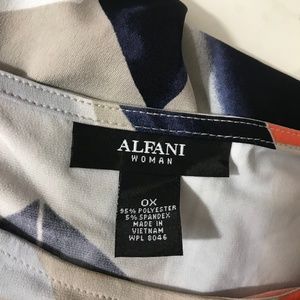 ALFANI
WOMAN
0X
95% POLYESTER
5% SPANDEX
MADE IN
VIETNAM
WPL 8046